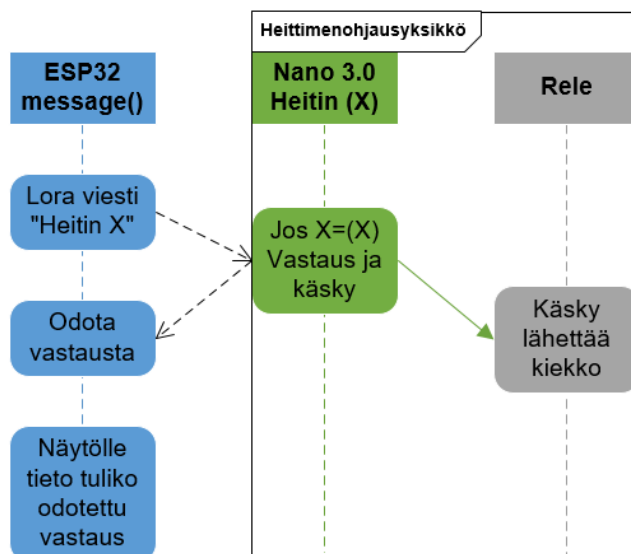 Heittimenohjausyksikkö
ESP32
message()
Nano 3.0
Heitin (X)
Rele
Lora viesti
"Heitin X"
Jos X=(X)
Vastaus ja
käsky
Odota
vastausta
Käsky
lähettää
kiekko
Näytölle
tieto tuliko
odotettu
vastaus